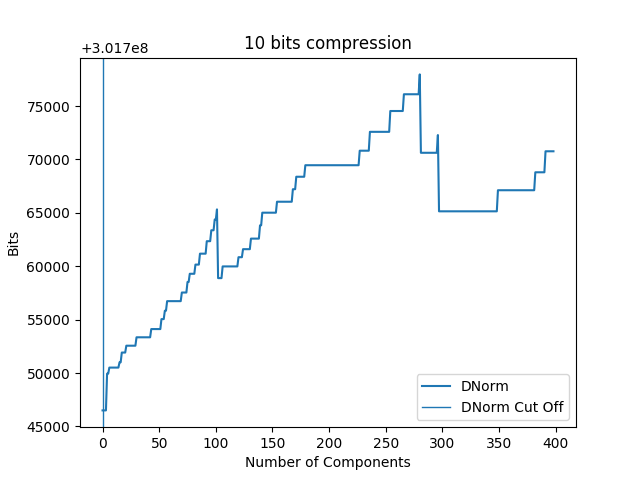 10 bits compression
+3.017e8
75000
70000
65000
60000
55000
50000
45000
Bits
0 50 100 150 200 250 300 350 400
Number of Components
DNorm
DNorm Cut Off